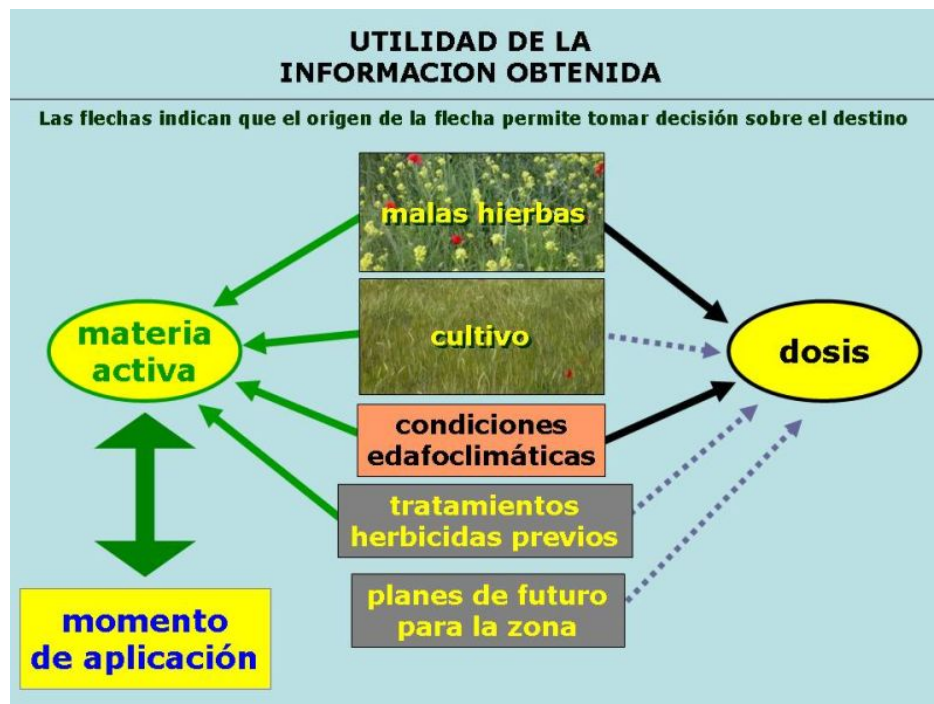 UTILIDAD DE LA
INFORMACION OBTENIDA
Las flechas indican que el origen de la flecha permite tomar decisión sobre el destino
malas hierbas
materia
activa
cultivo
dosis
condiciones
edafoclimáticas
tratamientos
herbicidas previos
planes de futuro
para la zona
momento
de aplicación